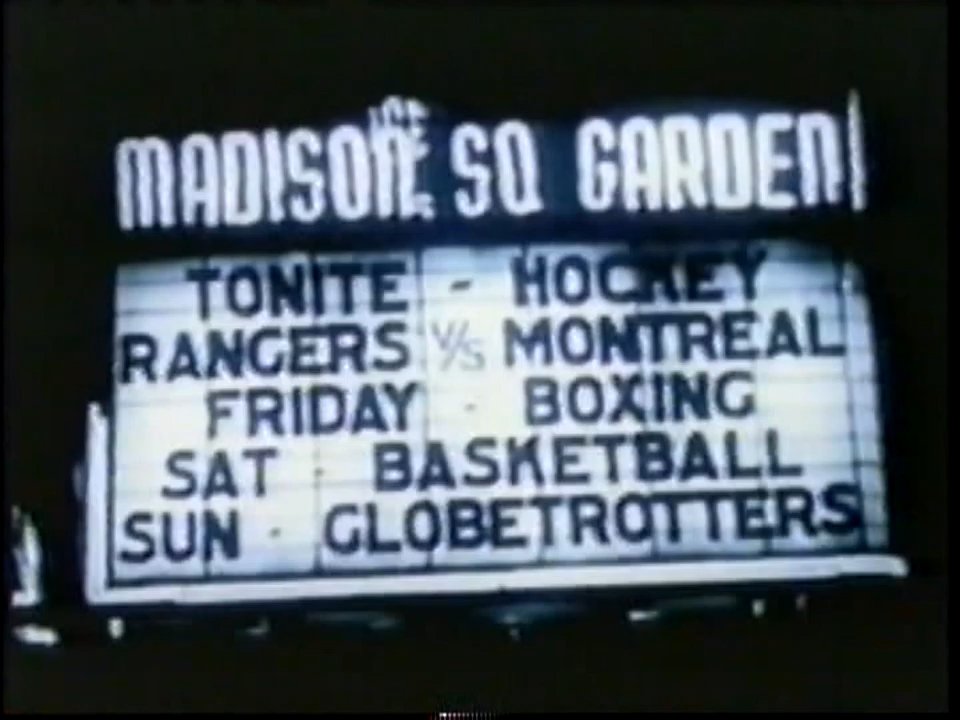 MADISON SQ GARDEN
TONITE - HOCKEY
RANGERS V/S MONTREAL
FRIDAY - BOXING
SAT - BASKETBALL
SUN - GLOBETROTTERS